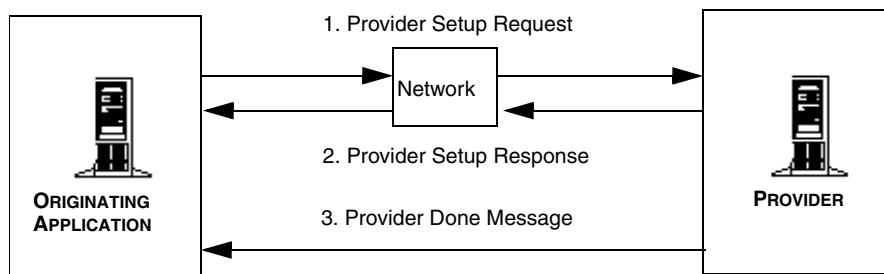 1. Provider Setup Request
Network
2. Provider Setup Response
ORIGINATING
APPLICATION
PROVIDER
3. Provider Done Message